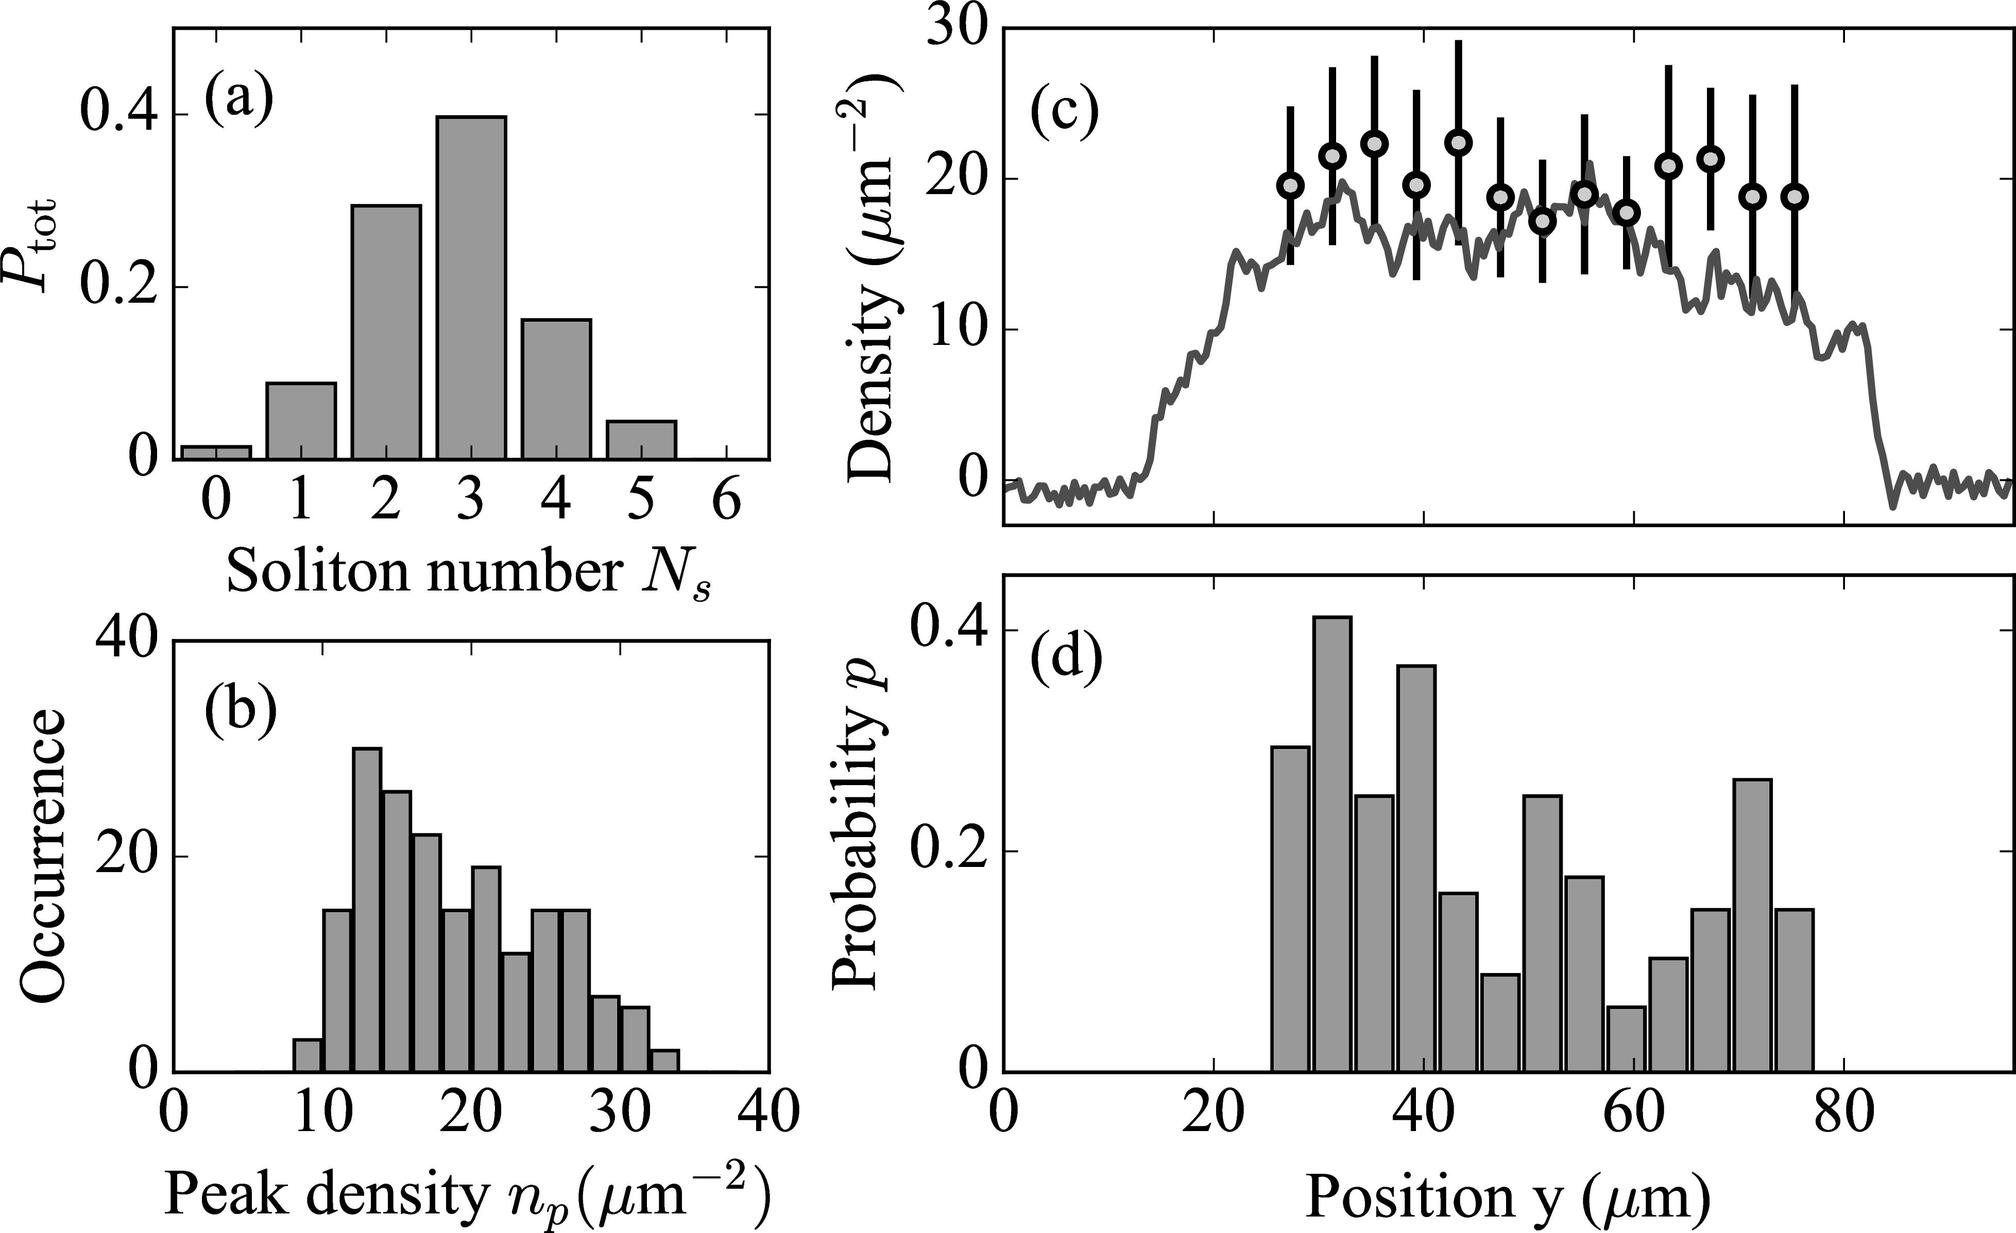 (a)
P_tot
0.4
0.2
0
0 1 2 3 4 5 6
Soliton number N_s
(b)
Occurrence
40
20
0
0 10 20 30 40
Peak density n_p(μm⁻²)
(c)
Density (μm⁻²)
30
20
10
0
(d)
Probability p
0.4
0.2
0
0 20 40 60 80
Position y (μm)